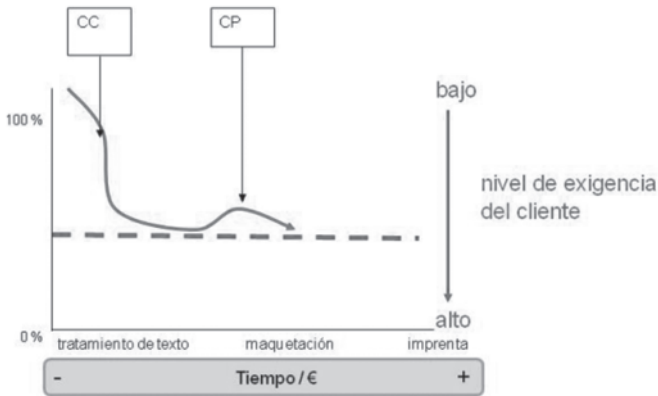 CC
CP
100 %
bajo
nivel de exigencia
del cliente
alto
0 %
tratamiento de texto
maquetación
imprenta
-
Tiempo / €
+